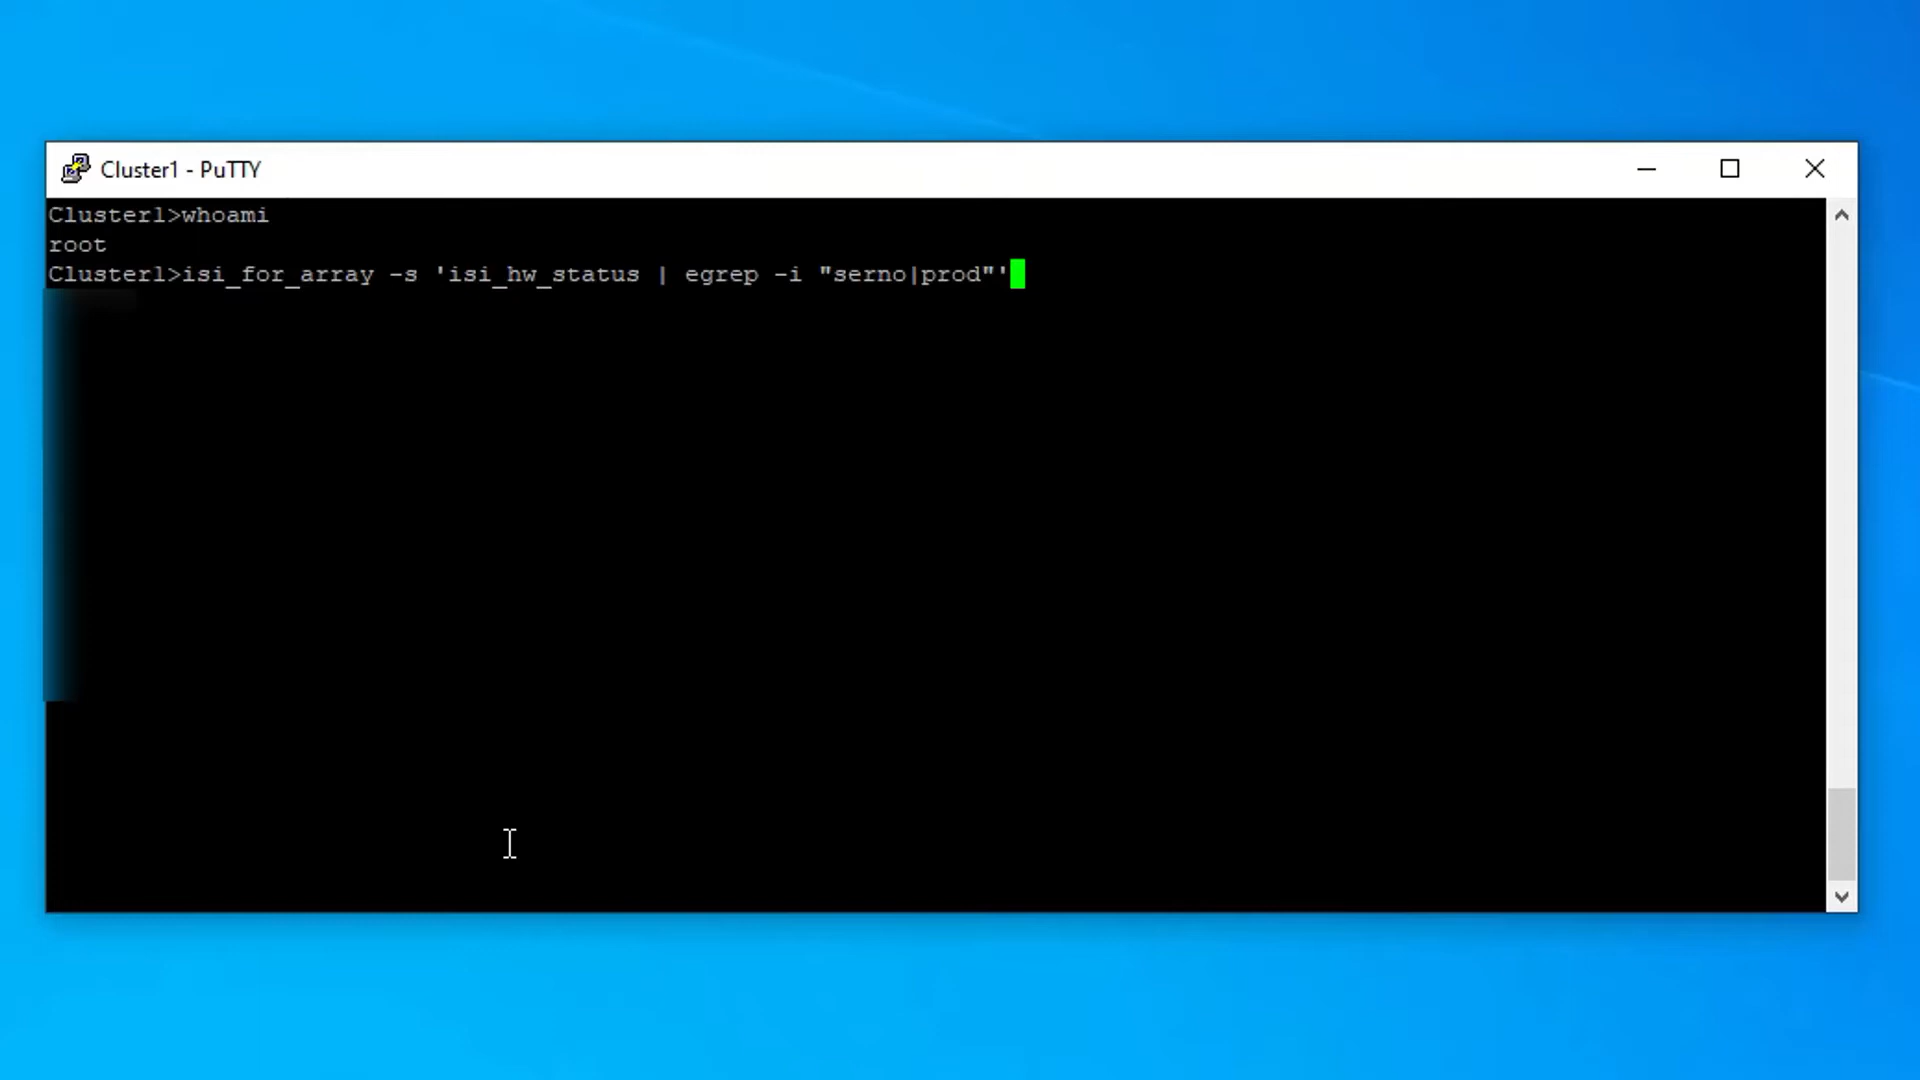 Cluster1 - PuTTY
Cluster1>whoami
root
Cluster1>isi_for_array -s 'isi_hw_status | egrep -i "serno|prod"'